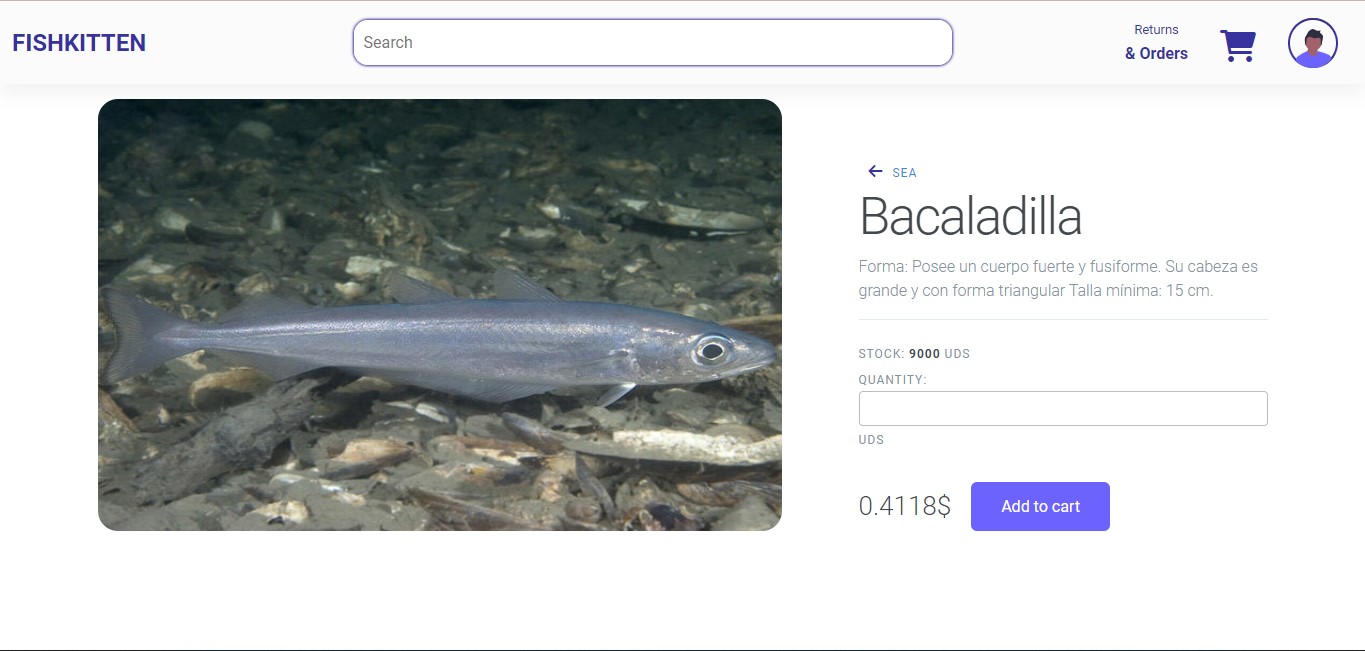 FISHKITTEN
Search
Returns
& Orders
SEA
Bacaladilla
Forma: Posee un cuerpo fuerte y fusiforme. Su cabeza es
grande y con forma triangular Talla mínima: 15 cm.
STOCK: 9000 UDS
QUANTITY:
UDS
0.4118$
Add to cart